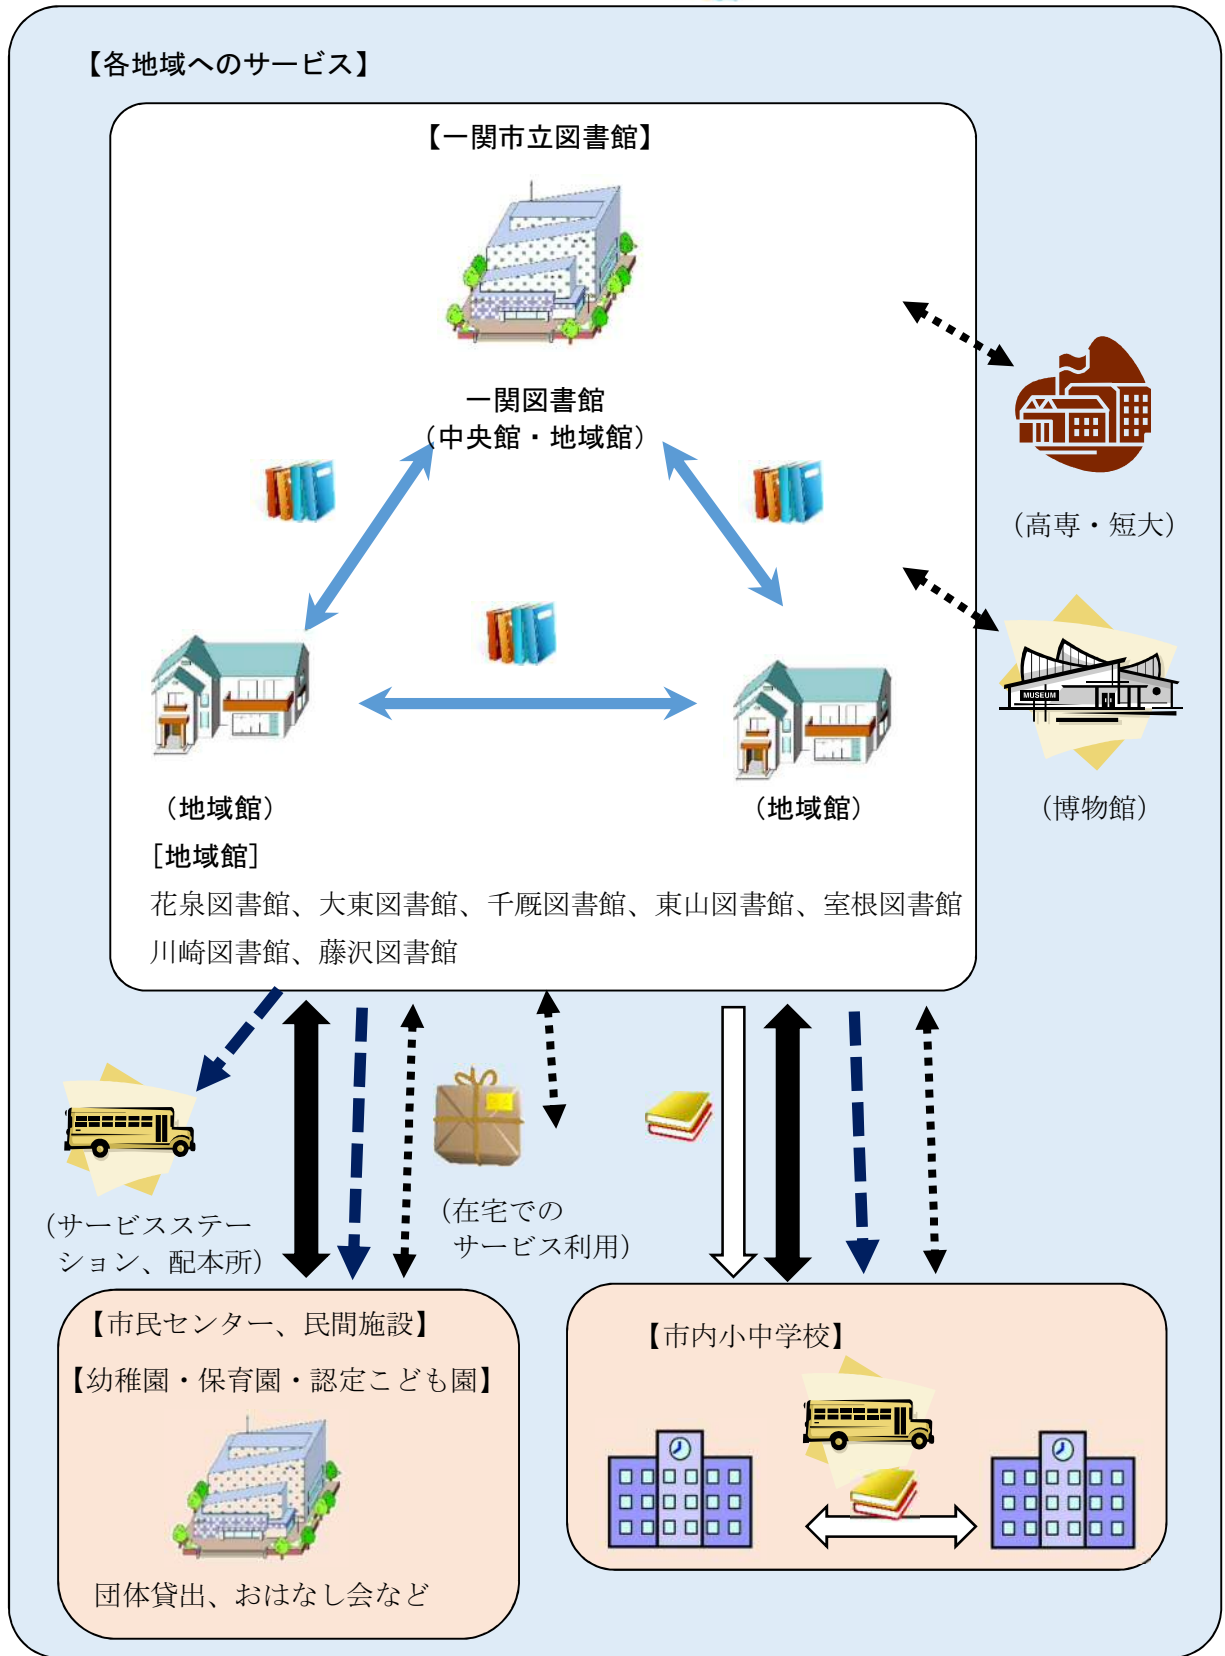 【各地域へのサービス】
【一関市立図書館】
一関図書館
（中央館・地域館）
（高専・短大）
MUSEUM
（博物館）
（地域館）
（地域館）
［地域館］
花泉図書館、大東図書館、千厩図書館、東山図書館、室根図書館
川崎図書館、藤沢図書館
（サービスステー
ション、配本所）
（在宅での
サービス利用）
【市民センター、民間施設】
【幼稚園・保育園・認定こども園】
団体貸出、おはなし会など
【市内小中学校】